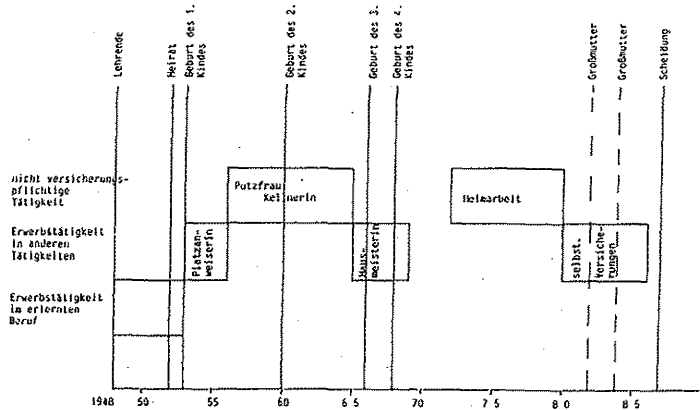 Lehrende
Heirat
Geburt des 1.
Kindes
Geburt des 2.
Kindes
Geburt des 3.
Kindes
Geburt des 4.
Kindes
Großmutter
Großmutter
Scheidung
nicht versicherungs-
pflichtige
Tätigkeit
Putzfrau
Kellnerin
Heimarbeit
Erwerbstätigkeit
in anderen
Tätigkeiten
Platzan-
weiserin
Haus-
meisterin
selbst.
Versiche-
rungen
Erwerbstätigkeit
im erlernten
Beruf
1948 50 55 60 65 70 75 80 85